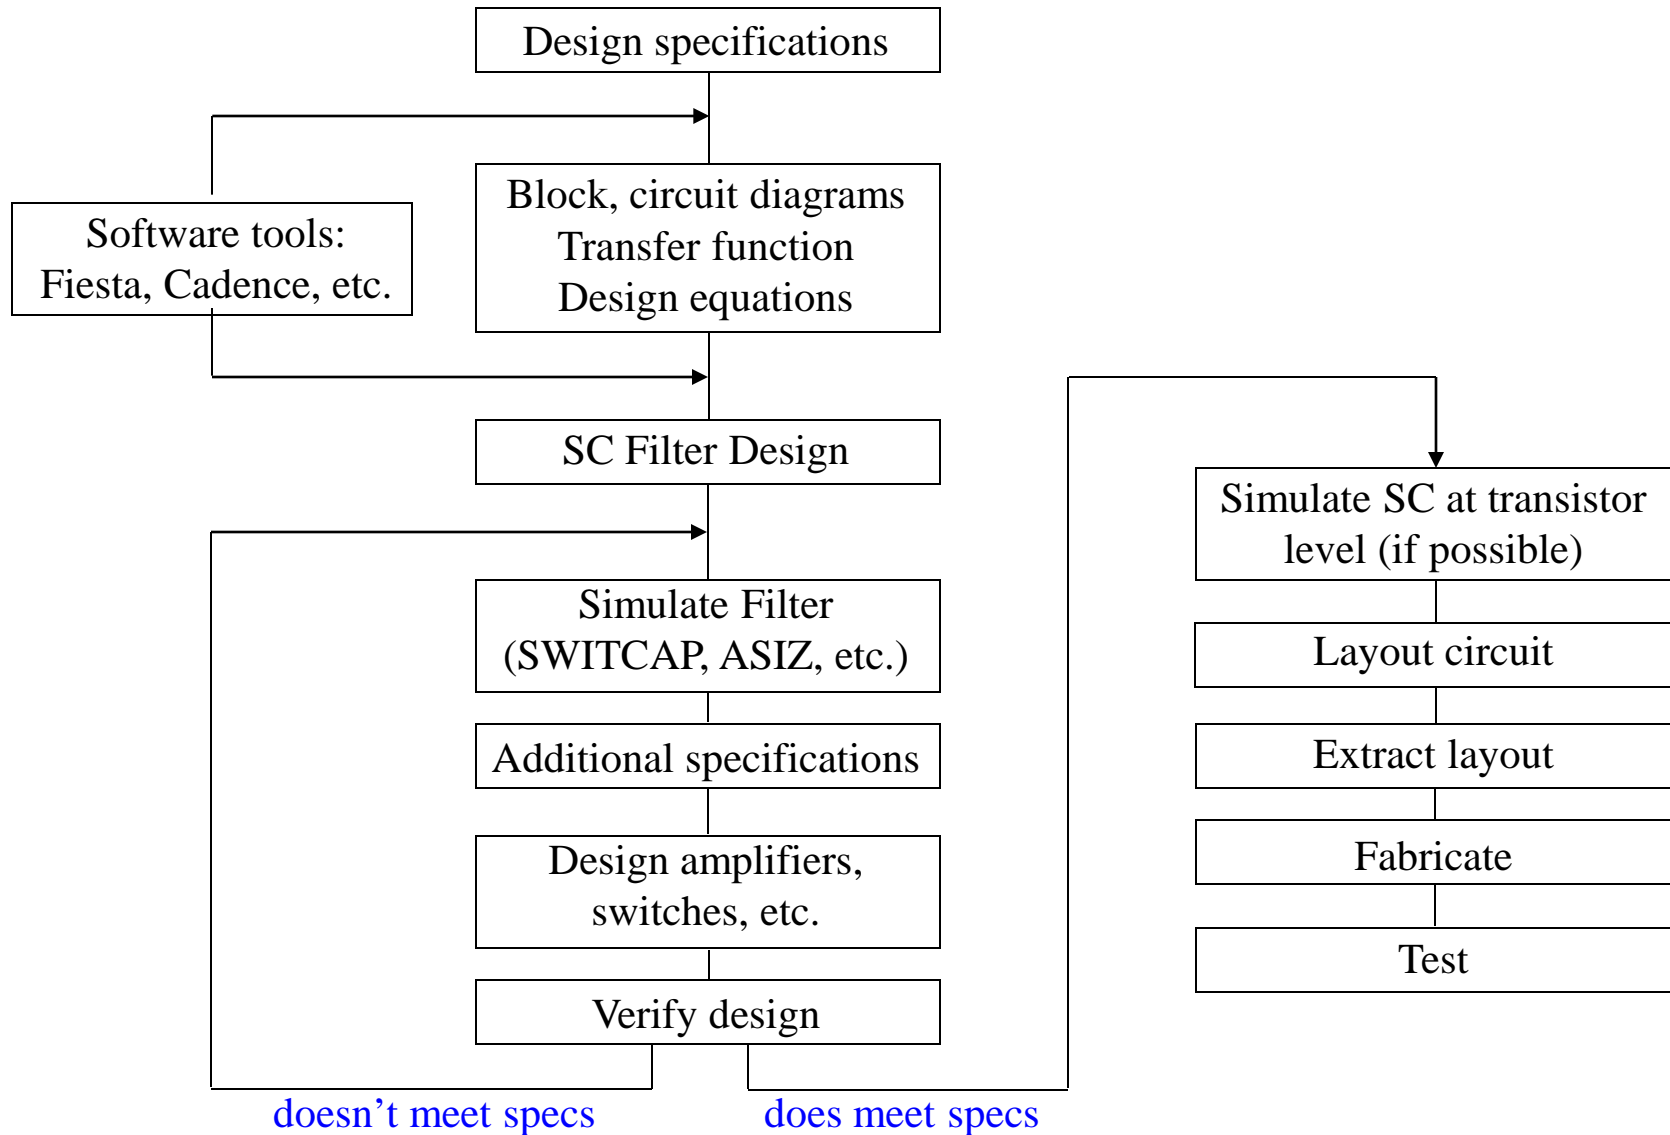 Design specifications
Software tools:
Fiesta, Cadence, etc.
Block, circuit diagrams
Transfer function
Design equations
SC Filter Design
Simulate Filter
(SWITCAP, ASIZ, etc.)
Additional specifications
Design amplifiers,
switches, etc.
Verify design
doesn’t meet specs
does meet specs
Simulate SC at transistor
level (if possible)
Layout circuit
Extract layout
Fabricate
Test